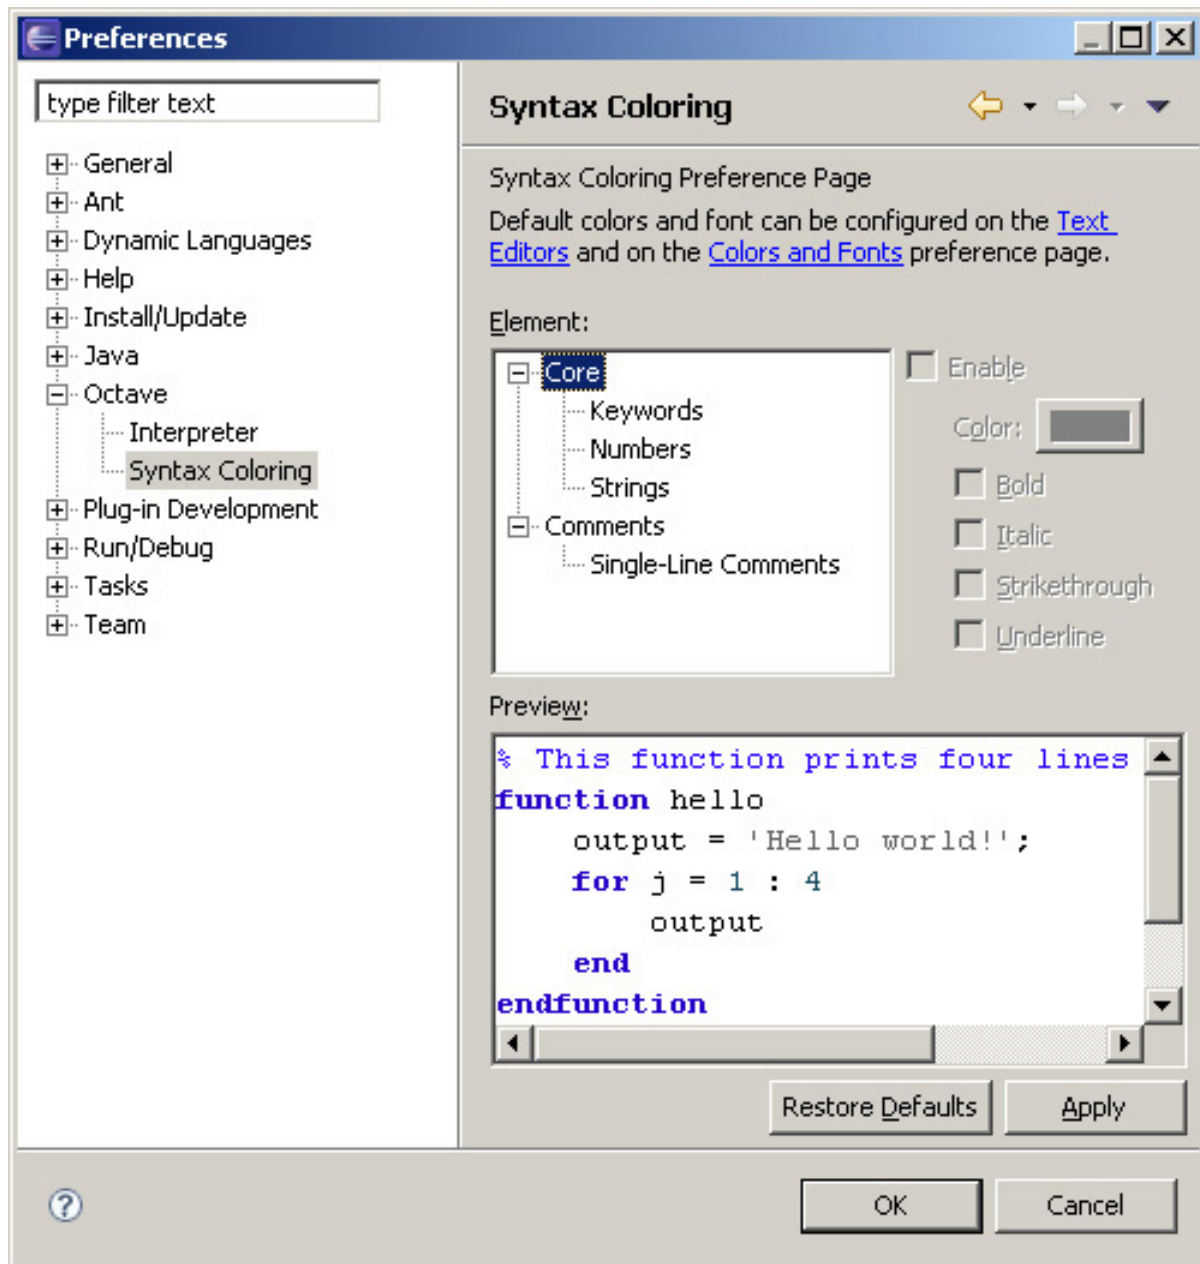 Preferences
type filter text
General
Ant
Dynamic Languages
Help
Install/Update
Java
Octave
Interpreter
Syntax Coloring
Plug-in Development
Run/Debug
Tasks
Team
Syntax Coloring
Syntax Coloring Preference Page
Default colors and font can be configured on the Text
Editors and on the Colors and Fonts preference page.
Element:
Core
Keywords
Numbers
Strings
Comments
Single-Line Comments
Enable
Color:
Bold
Italic
Strikethrough
Underline
Preview:
% This function prints four lines
function hello
    output = 'Hello world!';
    for j = 1 : 4
        output
    end
endfunction
Restore Defaults
Apply
OK
Cancel